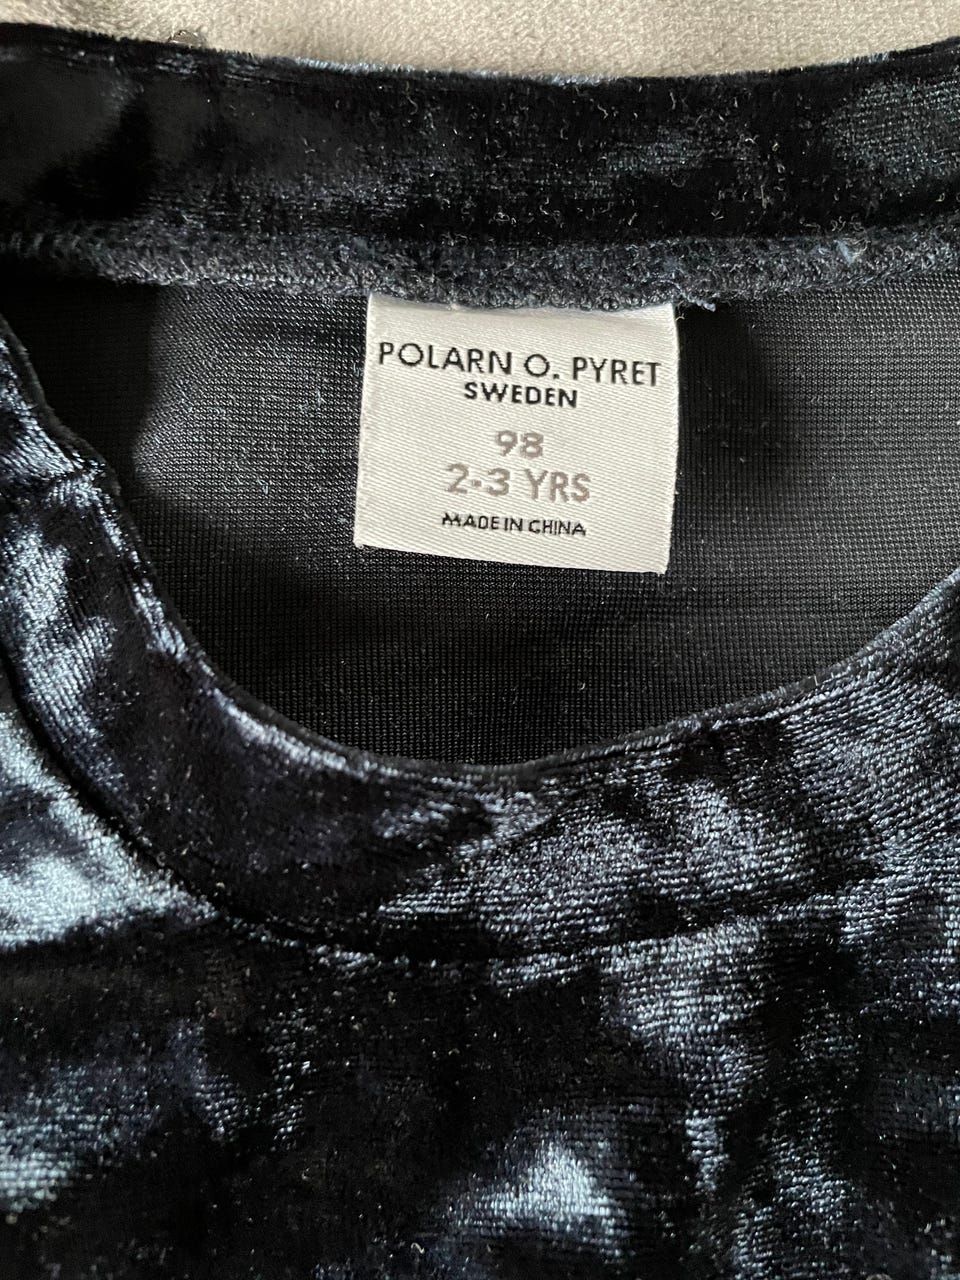 POLARN O. PYRET
SWEDEN
98
2-3 YRS
MADE IN CHINA